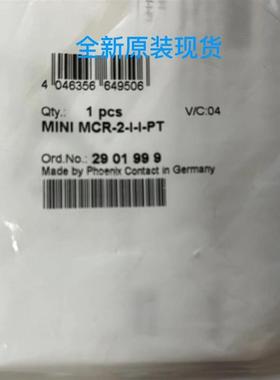 全新原装现货
4 046356 649506
Qty.: 1 pcs V/C:04
MINI MCR-2-I-I-PT
Ord.No.: 29 01 99 9
Made by Phoenix Contact in Germany